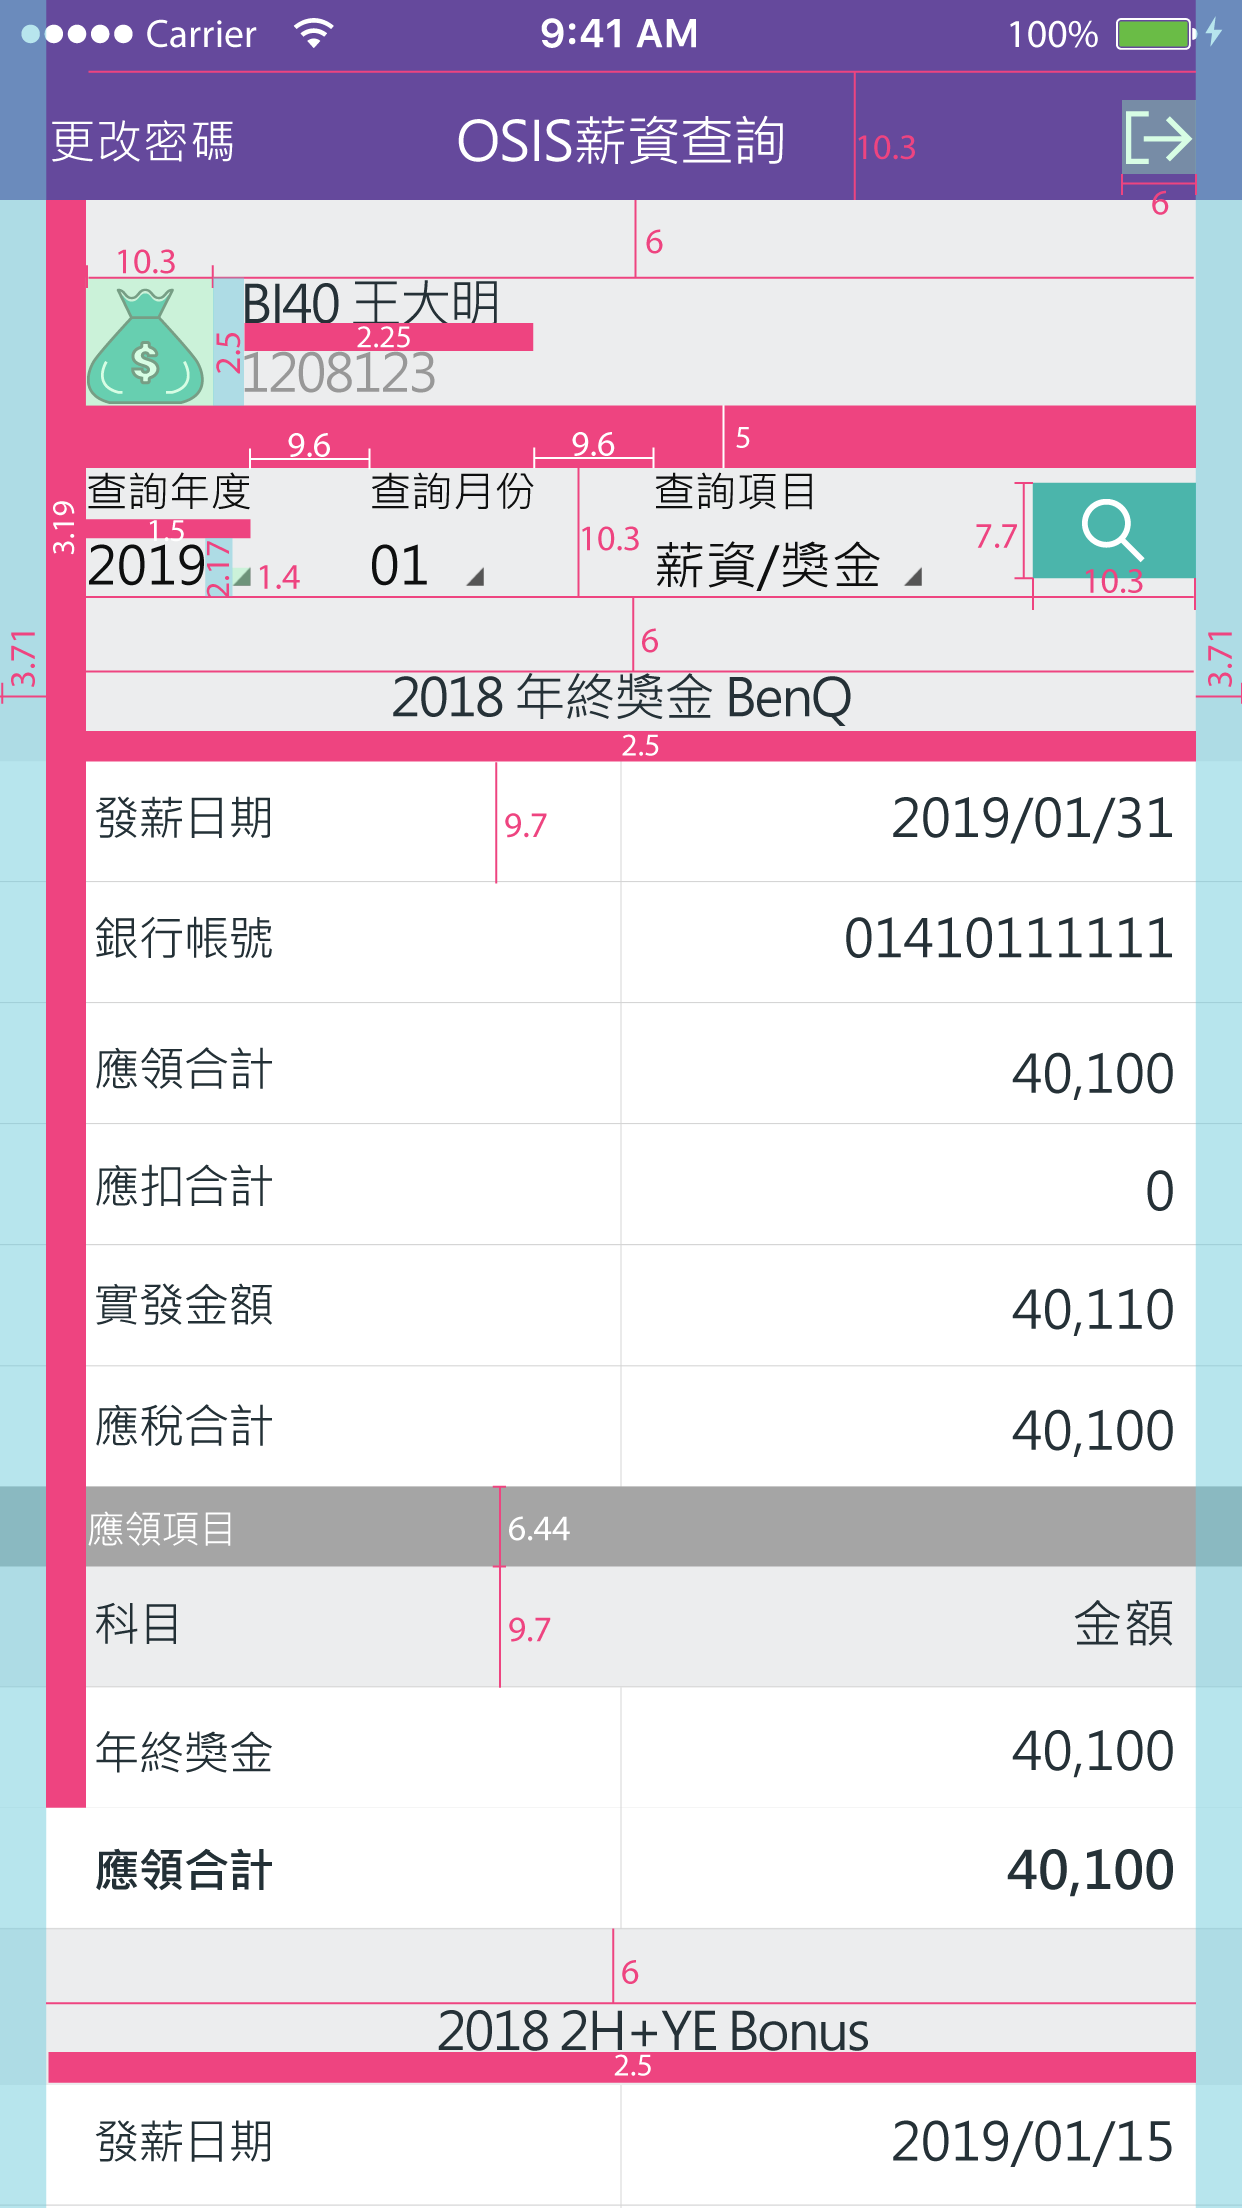 Carrier 9:41 AM 100%
更改密碼 OSIS薪資查詢 10.3
6
6
10.3
BI40 王大明
2.5 2.25
1208123
5
9.6 9.6
查詢年度 查詢月份 查詢項目
3.19 1.5 10.3 7.7
2019 2.17 1.4 01 薪資/獎金 10.3
3.71 6 3.71
2018 年終獎金 BenQ
2.5
發薪日期 9.7 2019/01/31
銀行帳號 01410111111
應領合計 40,100
應扣合計 0
實發金額 40,110
應稅合計 40,100
應領項目 6.44
科目 9.7 金額
年終獎金 40,100
應領合計 40,100
6
2018 2H+YE Bonus
2.5
發薪日期 2019/01/15